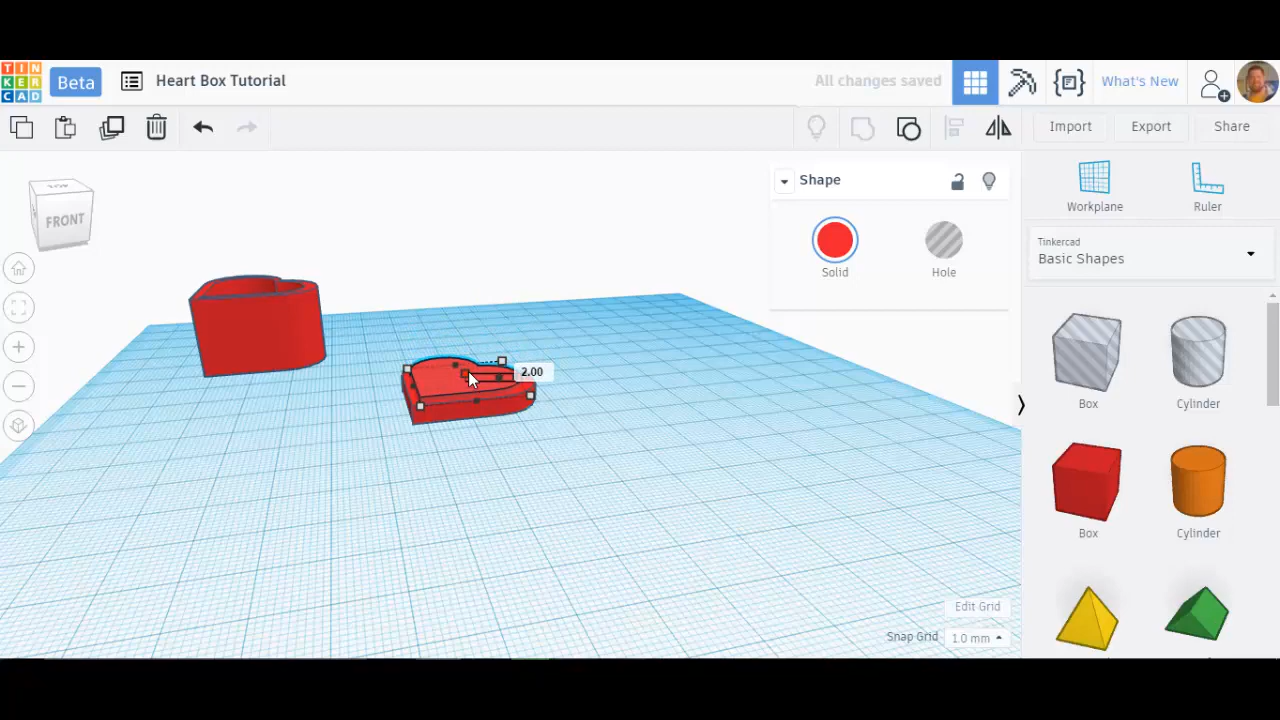 TIN
KER
CAD
Beta
Heart Box Tutorial
All changes saved
What's New
Import
Export
Share
TOP
FRONT
Shape
Solid
Hole
Workplane
Ruler
Tinkercad
Basic Shapes
2.00
Box
Cylinder
Box
Cylinder
Edit Grid
Snap Grid
1.0 mm